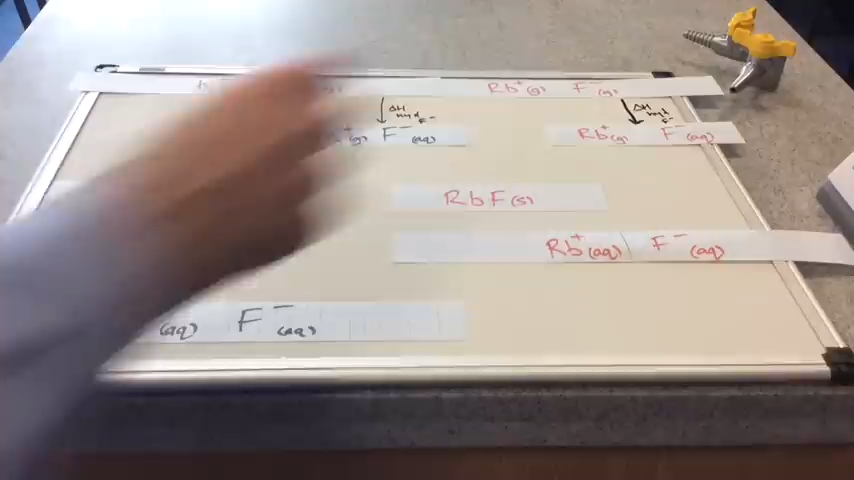 Rb⁺(g) F⁻(g)
ΔH hyd F⁻
ΔH hyd F⁻
⁺(g) F⁻(aq)
Rb⁺(g) F⁻(aq)
RbF(s)
Rb⁺(aq) F⁻(aq)
(aq) F⁻(aq)